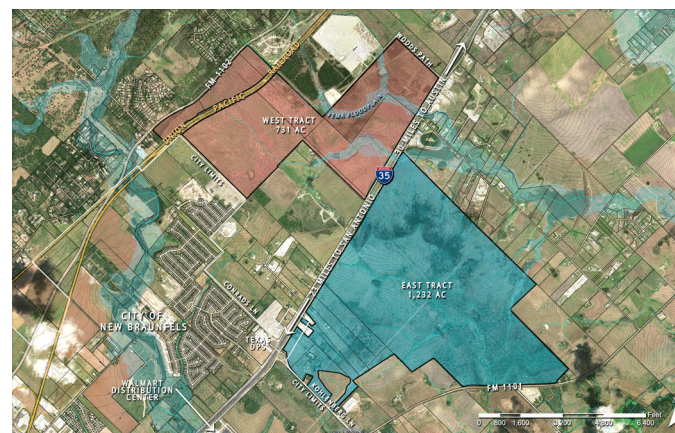 WOODS PATH
FM-1102
UNION PACIFIC RAILROAD
FEMA FLOODPLAIN
WEST TRACT
731 AC
30 MILES TO AUSTIN
35
CITY LIMITS
24 MILES TO SAN ANTONIO
EAST TRACT
1,232 AC
CONRADS LN
CITY OF
NEW BRAUNFELS
TEXAS
DPS
WALMART
DISTRIBUTION
CENTER
KOHLENBERG LN
CITY LIMITS
FM-1101
Feet
0 800 1,600 3,200 4,800 6,400